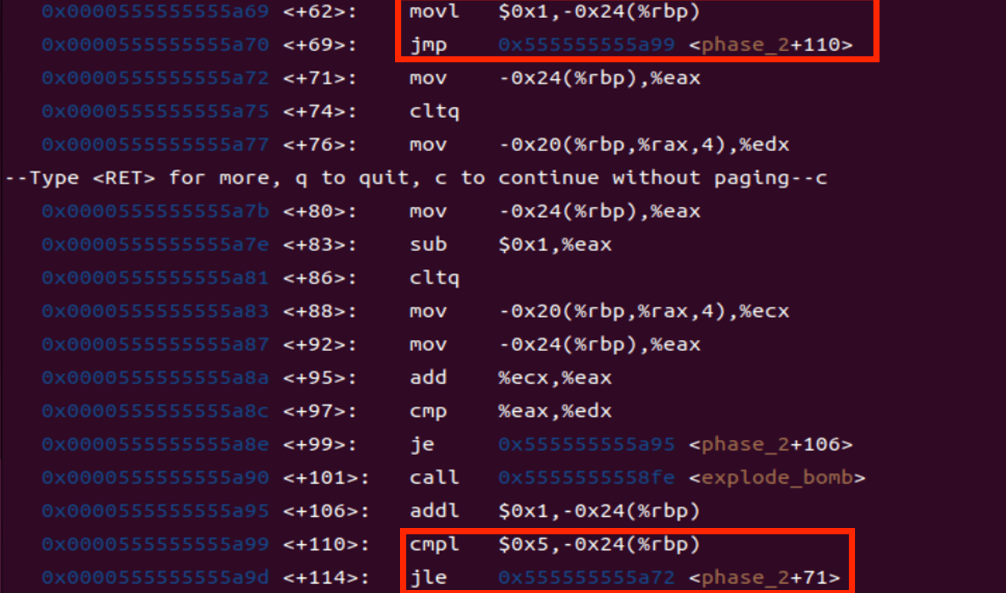 0x0000555555555a69 <+62>: movl $0x1,-0x24(%rbp)
0x0000555555555a70 <+69>: jmp 0x555555555a99 <phase_2+110>
0x0000555555555a72 <+71>: mov -0x24(%rbp),%eax
0x0000555555555a75 <+74>: cltq
0x0000555555555a77 <+76>: mov -0x20(%rbp,%rax,4),%edx
--Type <RET> for more, q to quit, c to continue without paging--c
0x0000555555555a7b <+80>: mov -0x24(%rbp),%eax
0x0000555555555a7e <+83>: sub $0x1,%eax
0x0000555555555a81 <+86>: cltq
0x0000555555555a83 <+88>: mov -0x20(%rbp,%rax,4),%ecx
0x0000555555555a87 <+92>: mov -0x24(%rbp),%eax
0x0000555555555a8a <+95>: add %ecx,%eax
0x0000555555555a8c <+97>: cmp %eax,%edx
0x0000555555555a8e <+99>: je 0x555555555a95 <phase_2+106>
0x0000555555555a90 <+101>: call 0x5555555558fe <explode_bomb>
0x0000555555555a95 <+106>: addl $0x1,-0x24(%rbp)
0x0000555555555a99 <+110>: cmpl $0x5,-0x24(%rbp)
0x0000555555555a9d <+114>: jle 0x555555555a72 <phase_2+71>